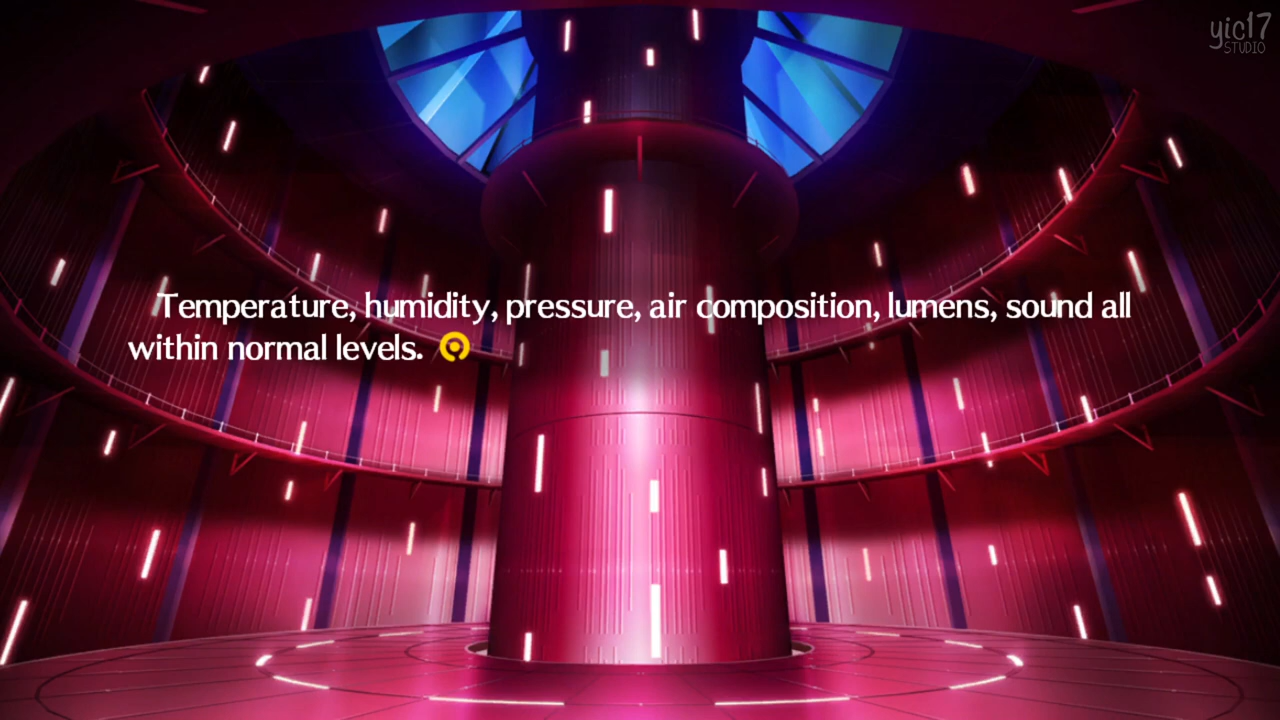 yic17
STUDIO
Temperature, humidity, pressure, air composition, lumens, sound all
within normal levels.